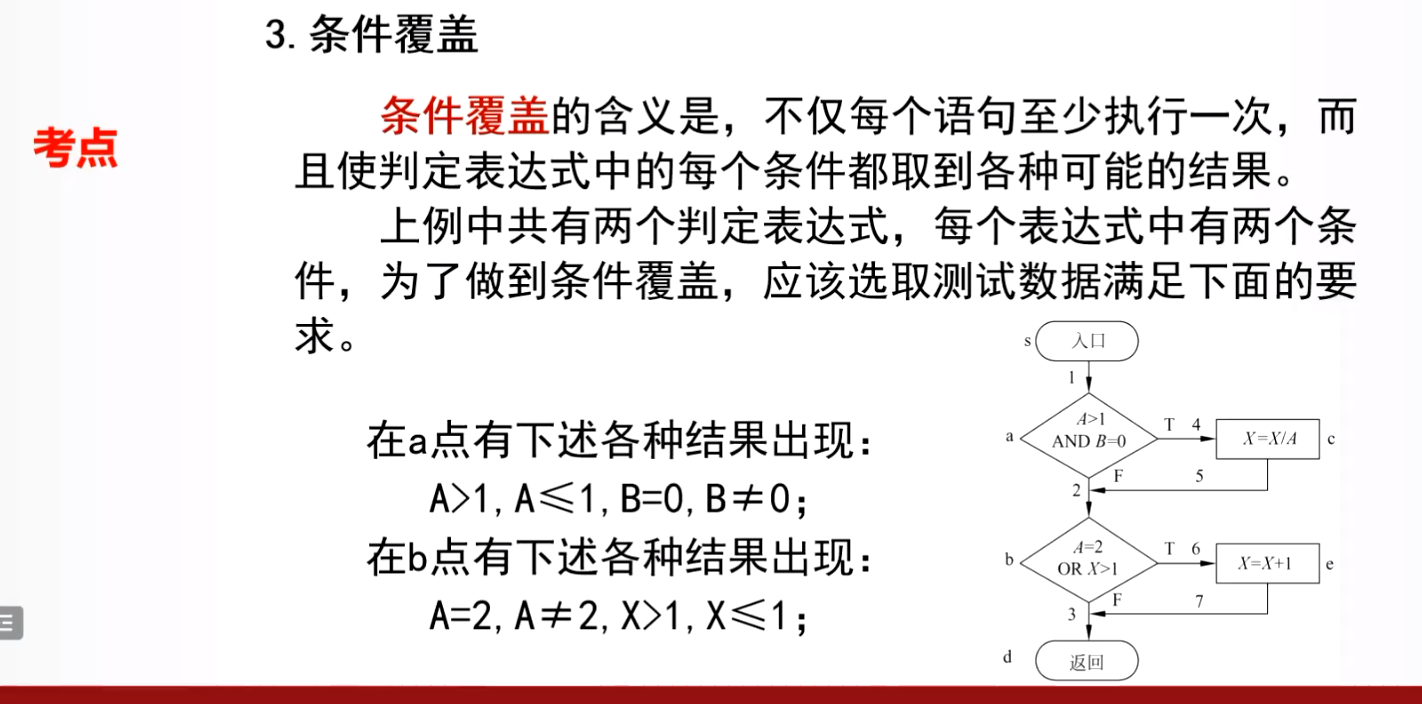 3. 条件覆盖
考点
条件覆盖的含义是，不仅每个语句至少执行一次，而
且使判定表达式中的每个条件都取到各种可能的结果。
上例中共有两个判定表达式，每个表达式中有两个条
件，为了做到条件覆盖，应该选取测试数据满足下面的要
求。
在a点有下述各种结果出现：
A>1, A≤1, B=0, B≠0；
在b点有下述各种结果出现：
A=2, A≠2, X>1, X≤1；
s
入口
1
a
A>1
AND B=0
T 4
X=X/A
c
F
5
2
b
A=2
OR X>1
T 6
X=X+1
e
F
7
3
d
返回